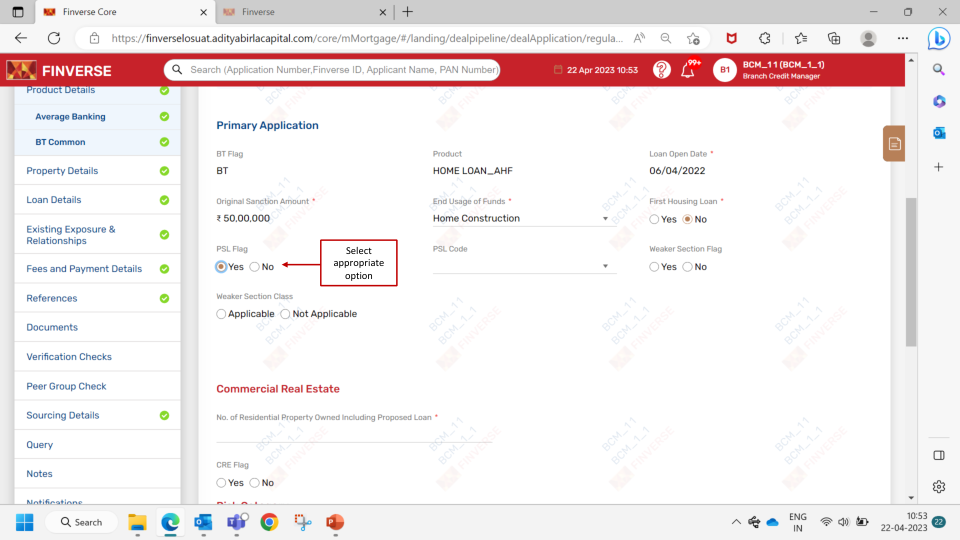 Finverse Core
Finverse
https://finverselosuat.adityabirlacapital.com/core/mMortgage/#/landing/dealpipeline/dealApplication/regula...
FINVERSE
Search (Application Number,Finverse ID, Applicant Name, PAN Number)
22 Apr 2023 10:53
99+
B1
BCM_11 (BCM_1_1)
Branch Credit Manager
Product Details
Average Banking
BT Common
Property Details
Loan Details
Existing Exposure &
Relationships
Fees and Payment Details
References
Documents
Verification Checks
Peer Group Check
Sourcing Details
Query
Notes
Notifications
Primary Application
BT Flag
Product
Loan Open Date *
BT
HOME LOAN_AHF
06/04/2022
Original Sanction Amount *
End Usage of Funds *
First Housing Loan *
₹ 50,00,000
Home Construction
Yes No
PSL Flag
PSL Code
Weaker Section Flag
Yes No
Select
appropriate
option
Yes No
Weaker Section Class
Applicable Not Applicable
Commercial Real Estate
No. of Residential Property Owned Including Proposed Loan *
CRE Flag
Yes No
BCM_11
BCM_1_1
FINVERSE
Search
ENG
IN
10:53
22-04-2023
22